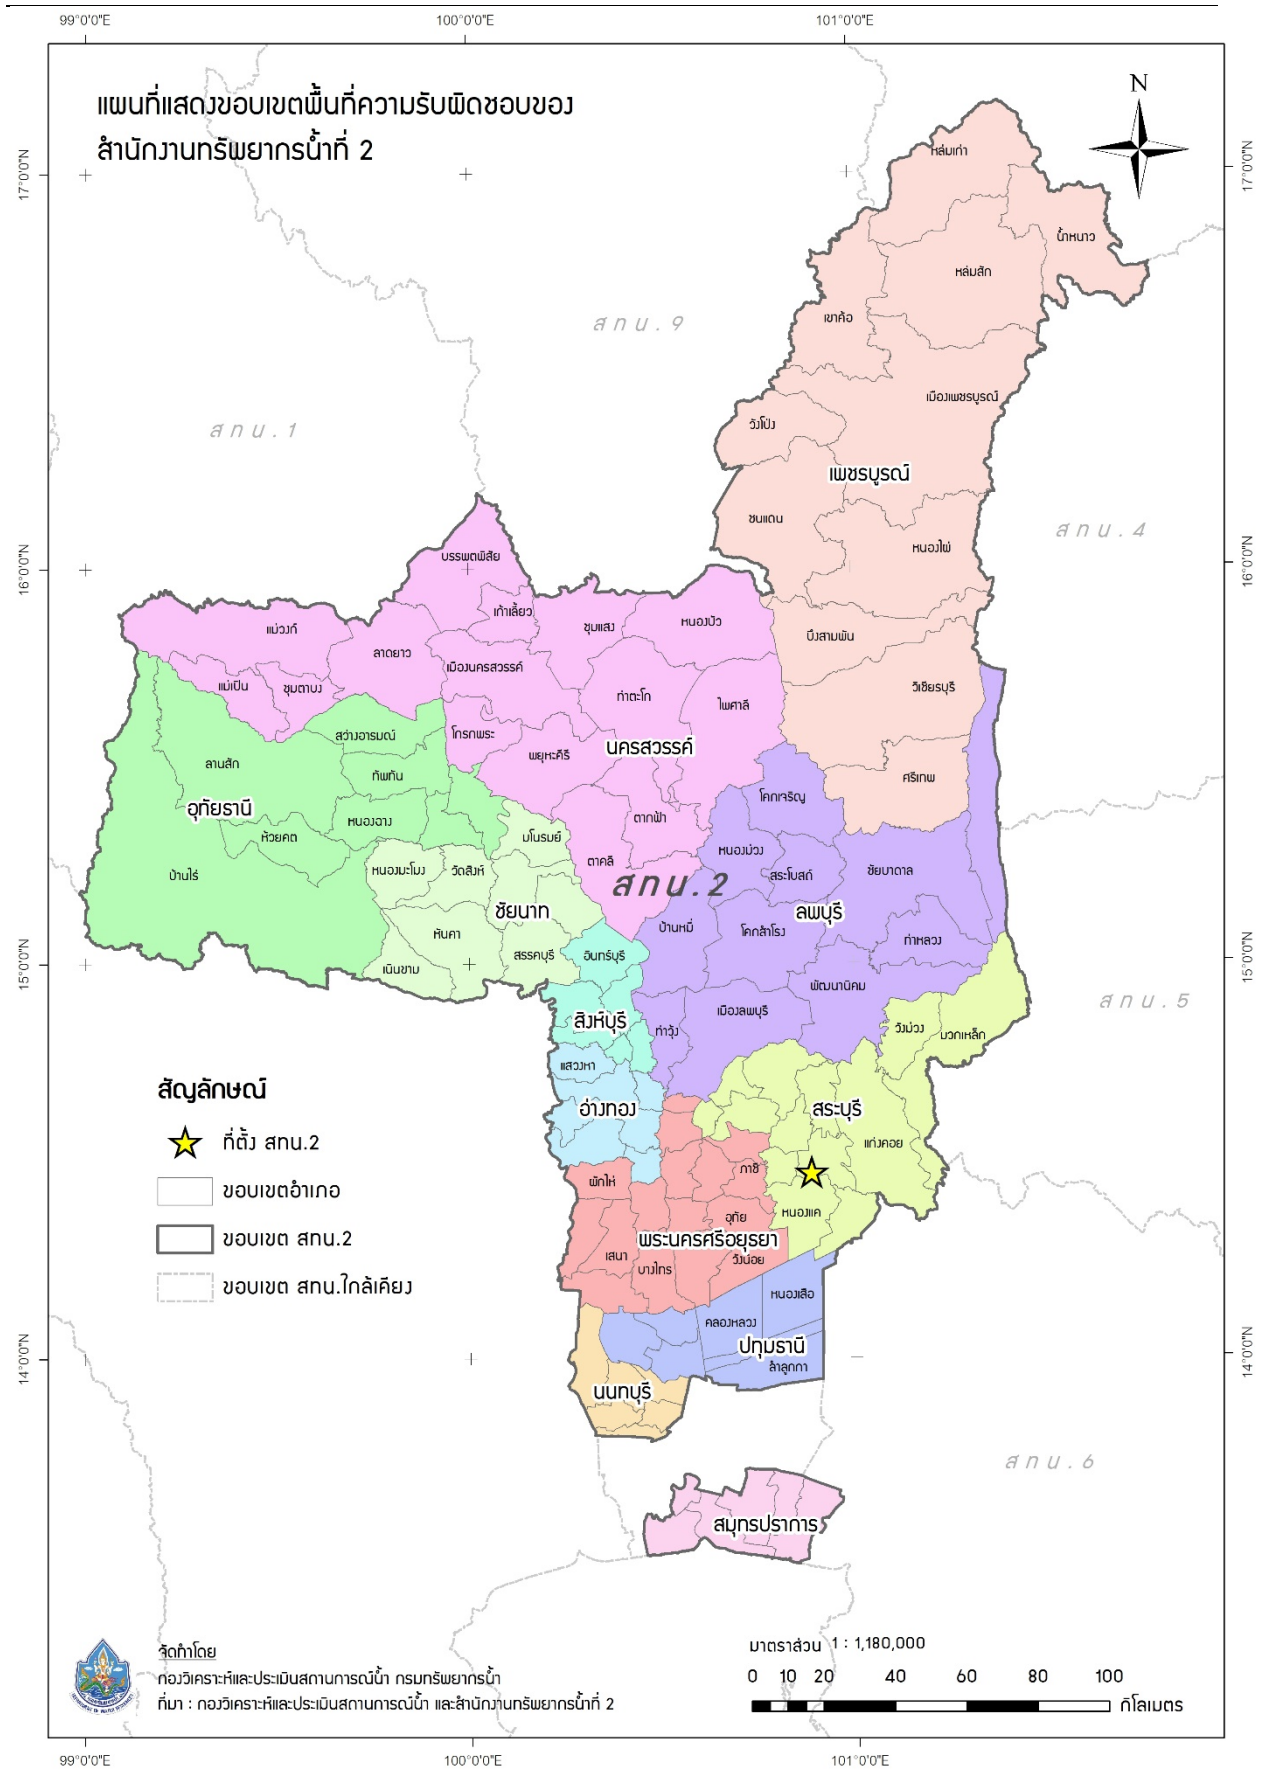 99°0'0"E 100°0'0"E 101°0'0"E
แผนที่แสดงขอบเขตพื้นที่ความรับผิดชอบของ
สำนักงานทรัพยากรน้ำที่ 2
N
17°0'0"N
17°0'0"N
หล่มเก่า
น้ำหนาว
หล่มสัก
เขาค้อ
สทน.9
เมืองเพชรบูรณ์
วังโป่ง
สทน.1
เพชรบูรณ์
ชนแดน
หนองไผ่
สทน.4
บรรพตพิสัย
16°0'0"N
16°0'0"N
เก้าเลี้ยว
ชุมแสง
หนองบัว
แม่วงก์
บึงสามพัน
ลาดยาว
เมืองนครสวรรค์
แม่เปิน
ชุมตาบง
ท่าตะโก
ไพศาลี
วิเชียรบุรี
สว่างอารมณ์
โกรกพระ
พยุหะคีรี
นครสวรรค์
ลานสัก
ทัพทัน
ศรีเทพ
อุทัยธานี
โคกเจริญ
หนองฉาง
ตากฟ้า
ห้วยคต
มโนรมย์
หนองม่วง
ตาคลี
บ้านไร่
หนองมะโมง
วัดสิงห์
สระโบสถ์
ชัยบาดาล
สทน.2
ชัยนาท
ลพบุรี
หันคา
บ้านหมี่
โคกสำโรง
ท่าหลวง
สรรคบุรี
อินทร์บุรี
15°0'0"N
15°0'0"N
เนินขาม
พัฒนานิคม
สทน.5
สิงห์บุรี
ท่าวุ้ง
เมืองลพบุรี
วังม่วง
มวกเหล็ก
แสวงหา
สัญลักษณ์
อ่างทอง
สระบุรี
ที่ตั้ง สทน.2
แก่งคอย
ผักไห่
ภาชี
ขอบเขตอำเภอ
หนองแค
อุทัย
ขอบเขต สทน.2
พระนครศรีอยุธยา
เสนา
บางไทร
วังน้อย
ขอบเขต สทน.ใกล้เคียง
หนองเสือ
คลองหลวง
14°0'0"N
14°0'0"N
ปทุมธานี
ลำลูกกา
นนทบุรี
สทน.6
สมุทรปราการ
จัดทำโดย
กองวิเคราะห์และประเมินสถานการณ์น้ำ กรมทรัพยากรน้ำ
ที่มา : กองวิเคราะห์และประเมินสถานการณ์น้ำ และสำนักงานทรัพยากรน้ำที่ 2
มาตราส่วน 1 : 1,180,000
0 10 20 40 60 80 100
กิโลเมตร
99°0'0"E 100°0'0"E 101°0'0"E